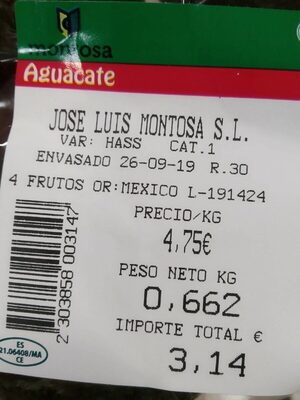 montosa
Aguacate
JOSE LUIS MONTOSA S.L.
VAR: HASS CAT.1
ENVASADO 26-09-19 R.30
4 FRUTOS OR:MEXICO L-191424
PRECIO/KG
4,75€
PESO NETO KG
0,662
IMPORTE TOTAL €
3,14
2 303858 003147
ES
21.06408/MA
CE